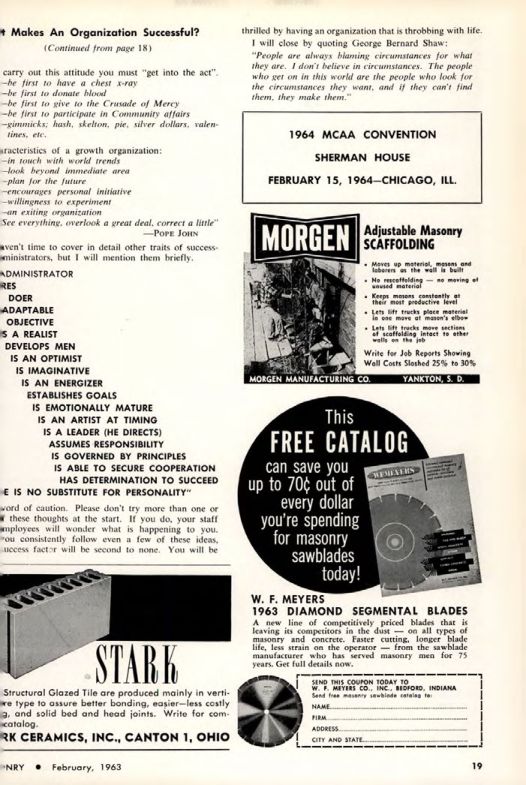 Makes An Organization Successful?
(Continued from page 18)
carry out this attitude you must "get into the act".
—be first to have a chest x-ray
—be first to donate blood
—be first to give to the Crusade of Mercy
—be first to participate in Community affairs
—gimmicks; hash, skelton, pie, silver dollars, valen-
tines, etc.
racteristics of a growth organization:
—in touch with world trends
—look beyond immediate area
—plan for the future
—encourages personal initiative
—willingness to experiment
—an exiting organization
See everything, overlook a great deal, correct a little"
—POPE JOHN
aven't time to cover in detail other traits of success-
ministrators, but I will mention them briefly.
ADMINISTRATOR
RES
DOER
ADAPTABLE
OBJECTIVE
S A REALIST
DEVELOPS MEN
IS AN OPTIMIST
IS IMAGINATIVE
IS AN ENERGIZER
ESTABLISHES GOALS
IS EMOTIONALLY MATURE
IS AN ARTIST AT TIMING
IS A LEADER (HE DIRECTS)
ASSUMES RESPONSIBILITY
IS GOVERNED BY PRINCIPLES
IS ABLE TO SECURE COOPERATION
HAS DETERMINATION TO SUCCEED
E IS NO SUBSTITUTE FOR PERSONALITY"
word of caution. Please don't try more than one or
these thoughts at the start. If you do, your staff
mployees will wonder what is happening to you.
you consistently follow even a few of these ideas,
uccess factor will be second to none. You will be
STARK
Structural Glazed Tile are produced mainly in verti-
re type to assure better bonding, easier—less costly
g, and solid bed and head joints. Write for com-
catalog.
RK CERAMICS, INC., CANTON 1, OHIO
NRY • February, 1963
thrilled by having an organization that is throbbing with life.
I will close by quoting George Bernard Shaw:
"People are always blaming circumstances for what
they are. I don't believe in circumstances. The people
who get on in this world are the people who look for
the circumstances they want, and if they can't find
them, they make them."
1964 MCAA CONVENTION
SHERMAN HOUSE
FEBRUARY 15, 1964—CHICAGO, ILL.
MORGEN
Adjustable Masonry
SCAFFOLDING
• Moves up material, masons and
laborers as the wall is built
• No rescaffolding — no moving of
unused material
• Keeps masons constantly at
their most productive level
• Lets lift trucks place material
in one move at mason's elbow
• Lets lift trucks move sections
of scaffolding intact to other
walls on the job
Write for Job Reports Showing
Wall Costs Slashed 25% to 30%
MORGEN MANUFACTURING CO. YANKTON, S. D.
This
FREE CATALOG
can save you
up to 70¢ out of
every dollar
you're spending
for masonry
sawblades
today!
W. F. MEYERS
W. F. MEYERS
1963 DIAMOND SEGMENTAL BLADES
A new line of competitively priced blades that is
leaving its competitors in the dust — on all types of
masonry and concrete. Faster cutting, longer blade
life, less strain on the operator — from the sawblade
manufacturer who has served masonry men for 75
years. Get full details now.
SEND THIS COUPON TODAY TO
W. F. MEYERS CO., INC., BEDFORD, INDIANA
Send free masonry sawblade catalog to:
NAME
FIRM
ADDRESS
CITY AND STATE
19